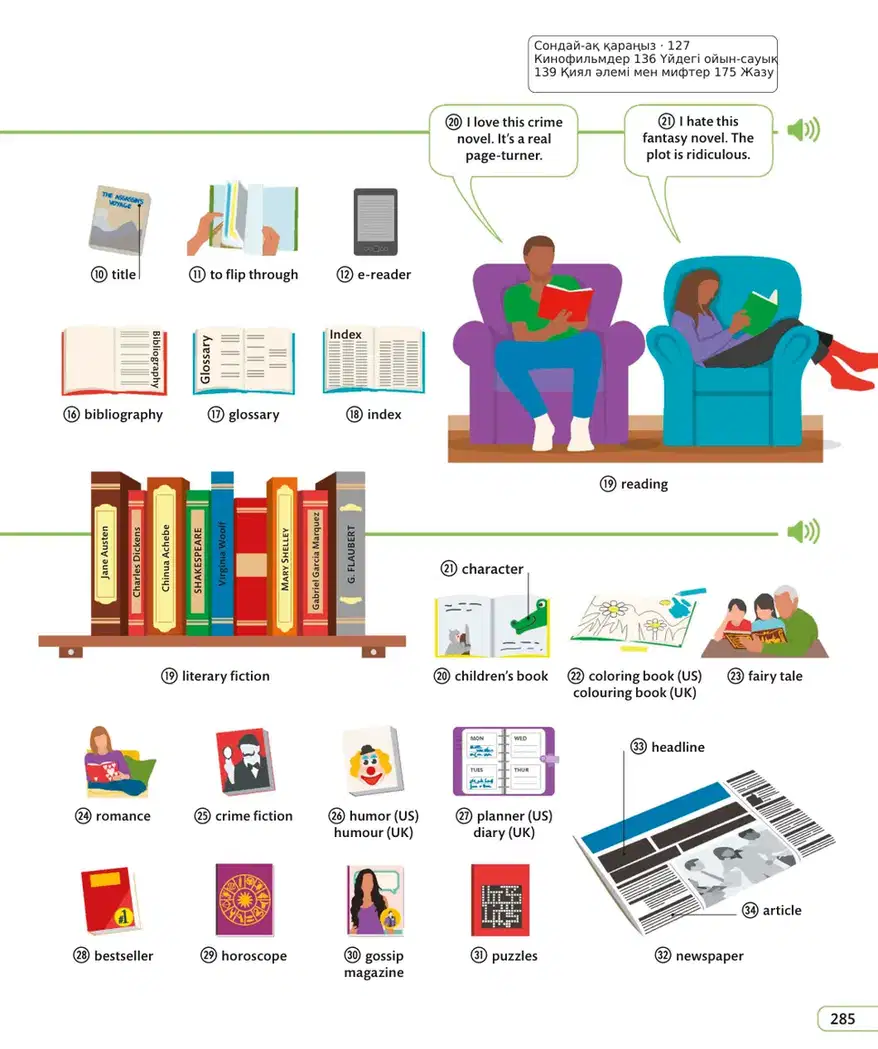 Сондай-ақ қараңыз · 127
Кинофильмдер 136 Үйдегі ойын-сауық
139 Қиял әлемі мен мифтер 175 Жазу
⑳ I love this crime
novel. It's a real
page-turner.
㉑ I hate this
fantasy novel. The
plot is ridiculous.
THE ASSASSIN'S
VOYAGE
⑩ title
⑪ to flip through
⑫ e-reader
Bibliography
Glossary
Index
⑯ bibliography
⑰ glossary
⑱ index
⑲ reading
Jane Austen
Charles Dickens
Chinua Achebe
SHAKESPEARE
Virginia Woolf
MARY SHELLEY
Gabriel Garcia Marquez
G. FLAUBERT
⑲ literary fiction
㉑ character
⑳ children's book
㉒ coloring book (US)
colouring book (UK)
㉓ fairy tale
MON
WED
TUES
THUR
㉔ romance
㉕ crime fiction
㉖ humor (US)
humour (UK)
㉗ planner (US)
diary (UK)
㉝ headline
#1
㉘ bestseller
㉙ horoscope
㉚ gossip
magazine
㉛ puzzles
㉞ article
㉜ newspaper
285